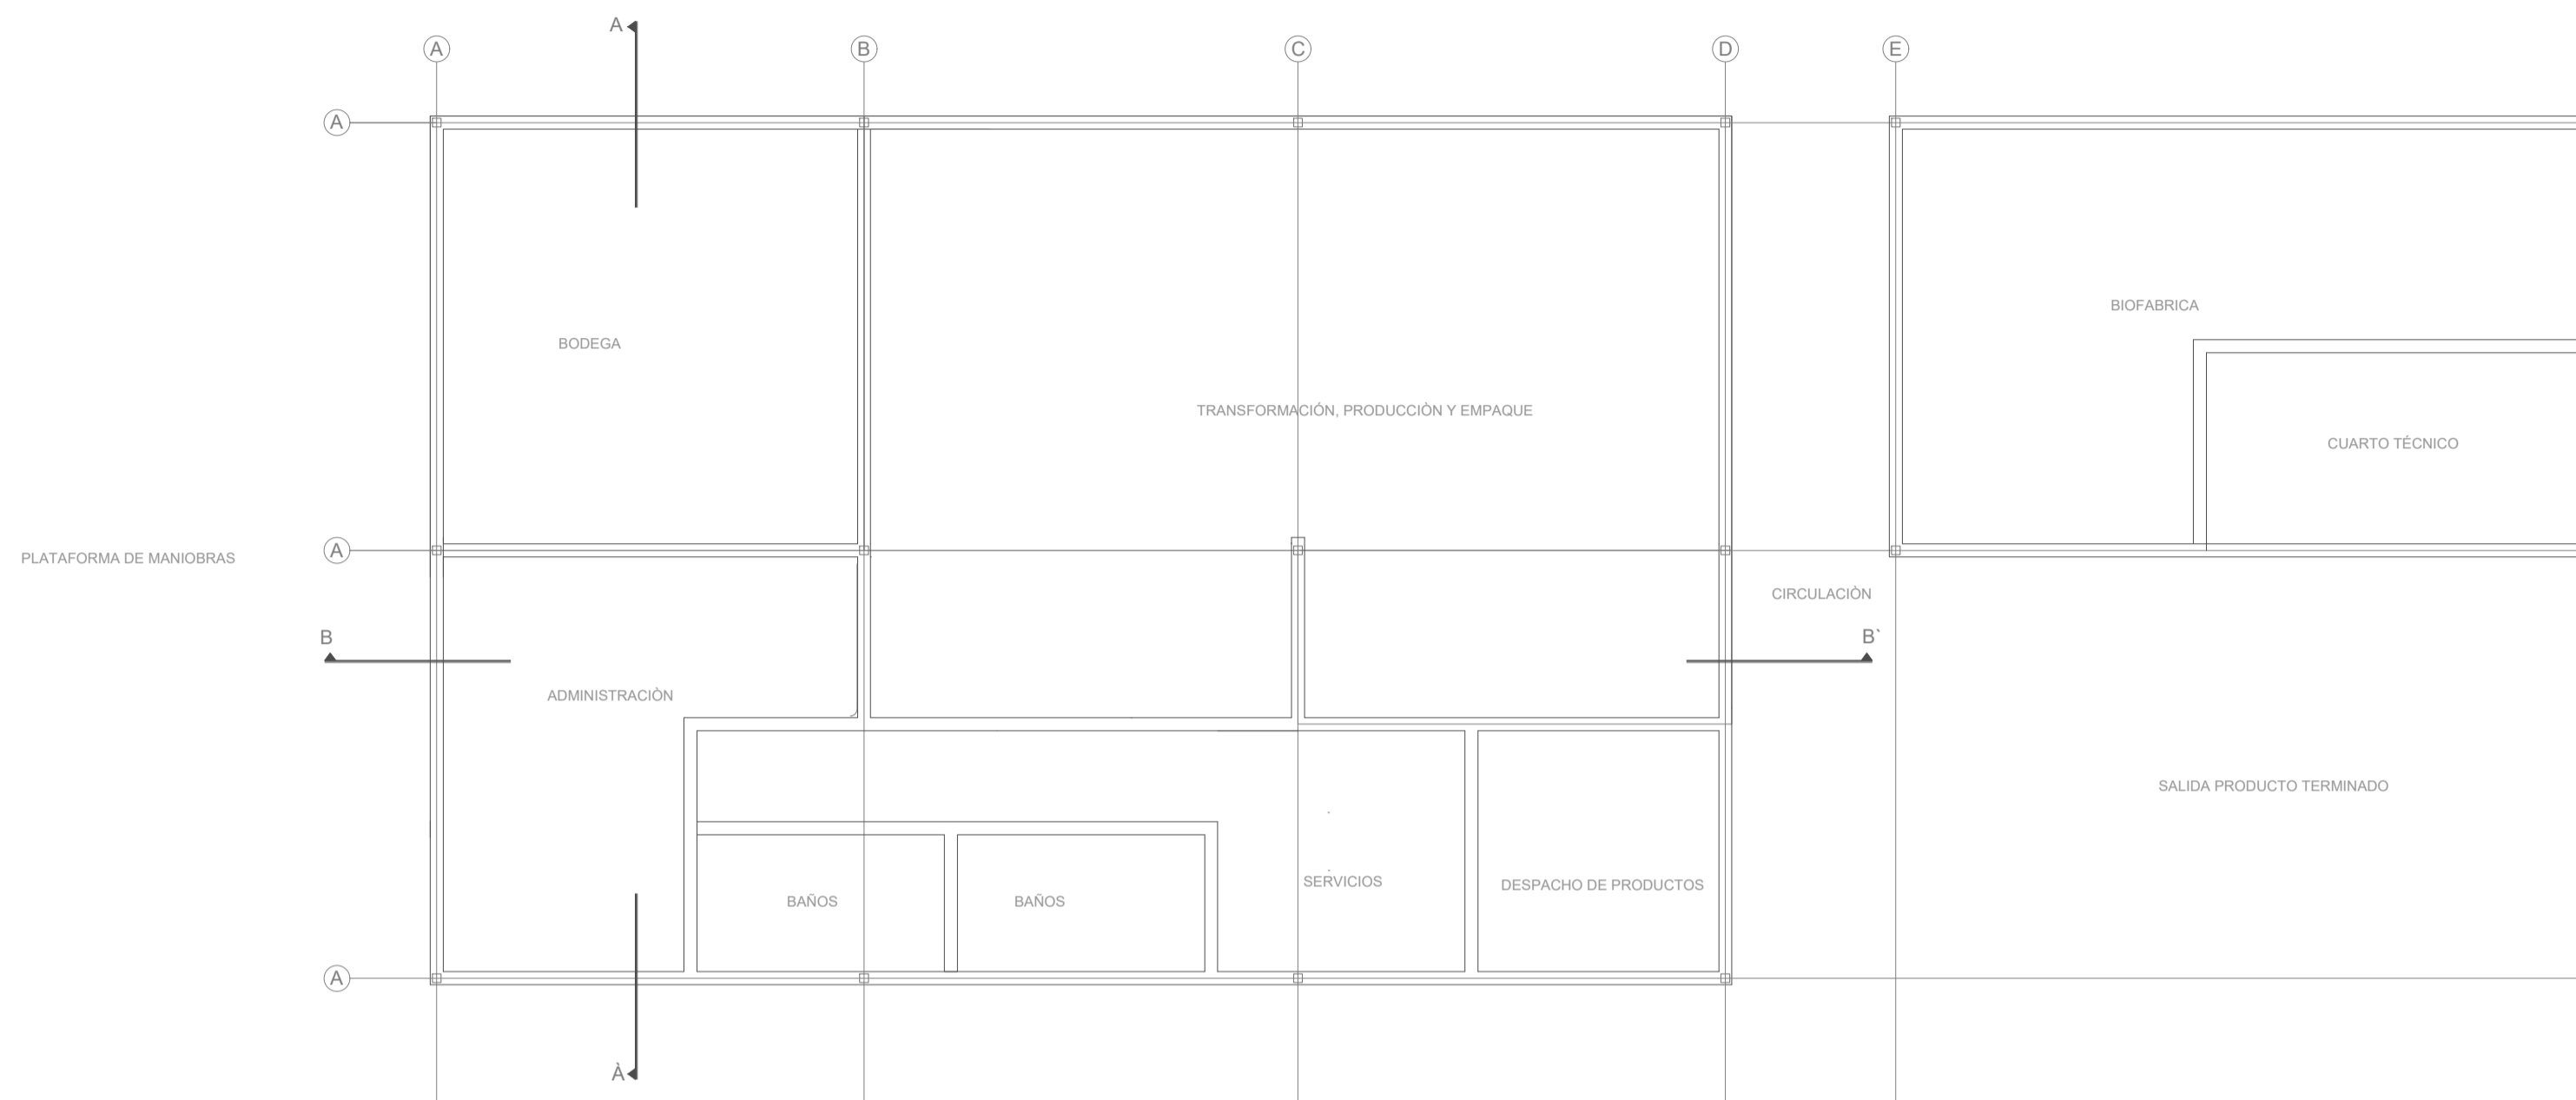 A
A
B
C
D
E
A
BIOFABRICA
BODEGA
TRANSFORMACIÓN, PRODUCCIÒN Y EMPAQUE
CUARTO TÉCNICO
A
PLATAFORMA DE MANIOBRAS
CIRCULACIÒN
B
B`
ADMINISTRACIÒN
SALIDA PRODUCTO TERMINADO
SERVICIOS
DESPACHO DE PRODUCTOS
BAÑOS
BAÑOS
A
À